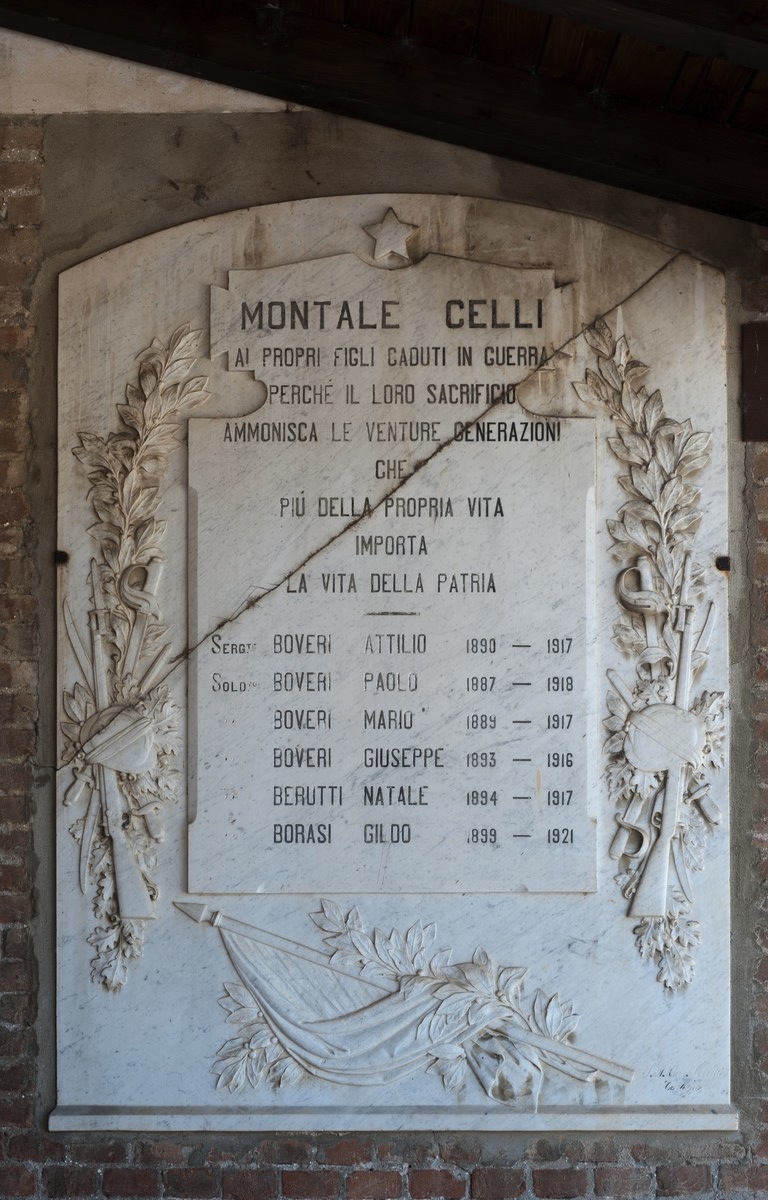 MONTALE CELLI
AI PROPRI FIGLI CADUTI IN GUERRA
PERCHÉ IL LORO SACRIFICIO
AMMONISCA LE VENTURE GENERAZIONI
CHE
PIÚ DELLA PROPRIA VITA
IMPORTA
LA VITA DELLA PATRIA
SERGTE BOVERI ATTILIO 1890 — 1917
SOLDTO BOVERI PAOLO 1887 — 1918
BOVERI MARIO 1889 — 1917
BOVERI GIUSEPPE 1893 — 1916
BERUTTI NATALE 1894 — 1917
BORASI GILDO 1899 — 1921